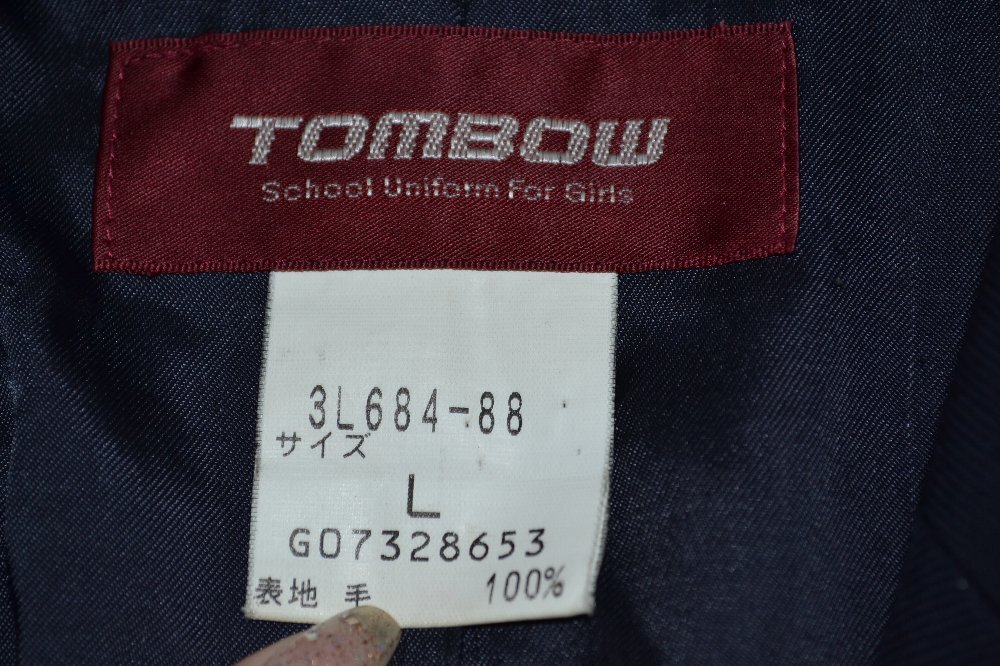 TOMBOW
School Uniform For Girls
3L684-88
サイズ
L
G07328653
表地 毛 100%